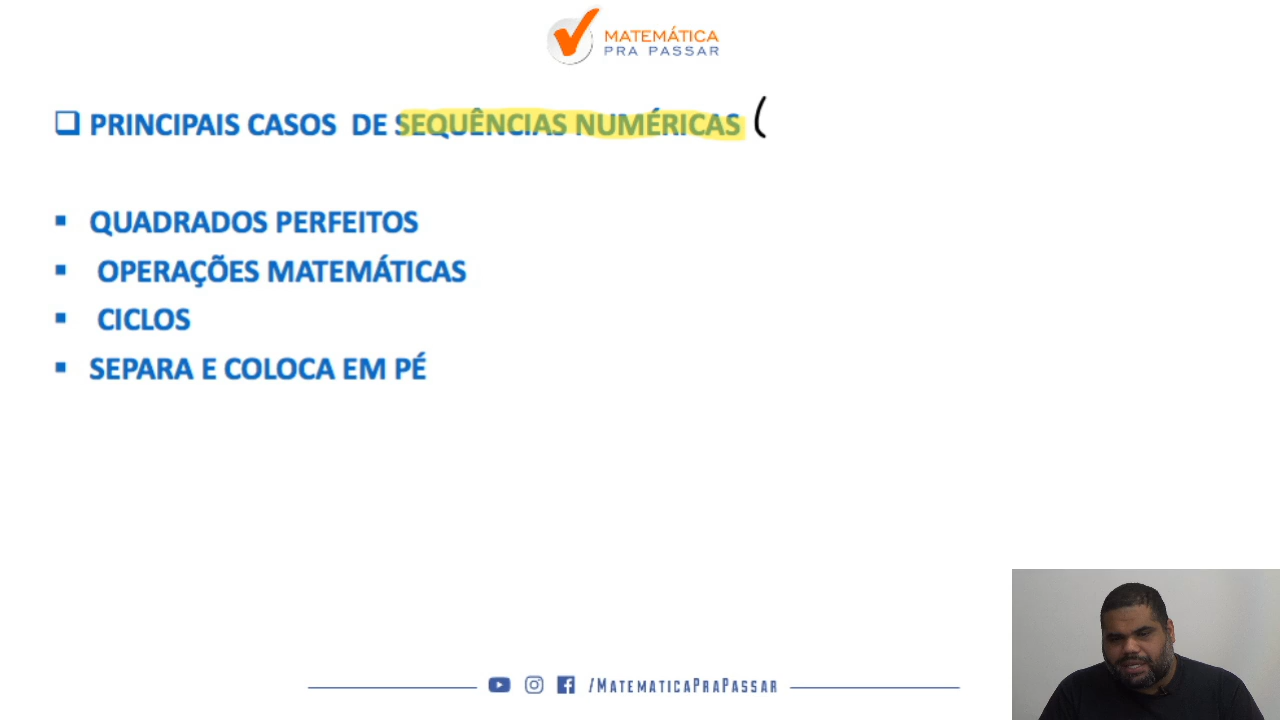 MATEMÁTICA
PRA PASSAR
PRINCIPAIS CASOS DE SEQUÊNCIAS NUMÉRICAS (
QUADRADOS PERFEITOS
OPERAÇÕES MATEMÁTICAS
CICLOS
SEPARA E COLOCA EM PÉ
/MATEMATICAPRAPASSAR